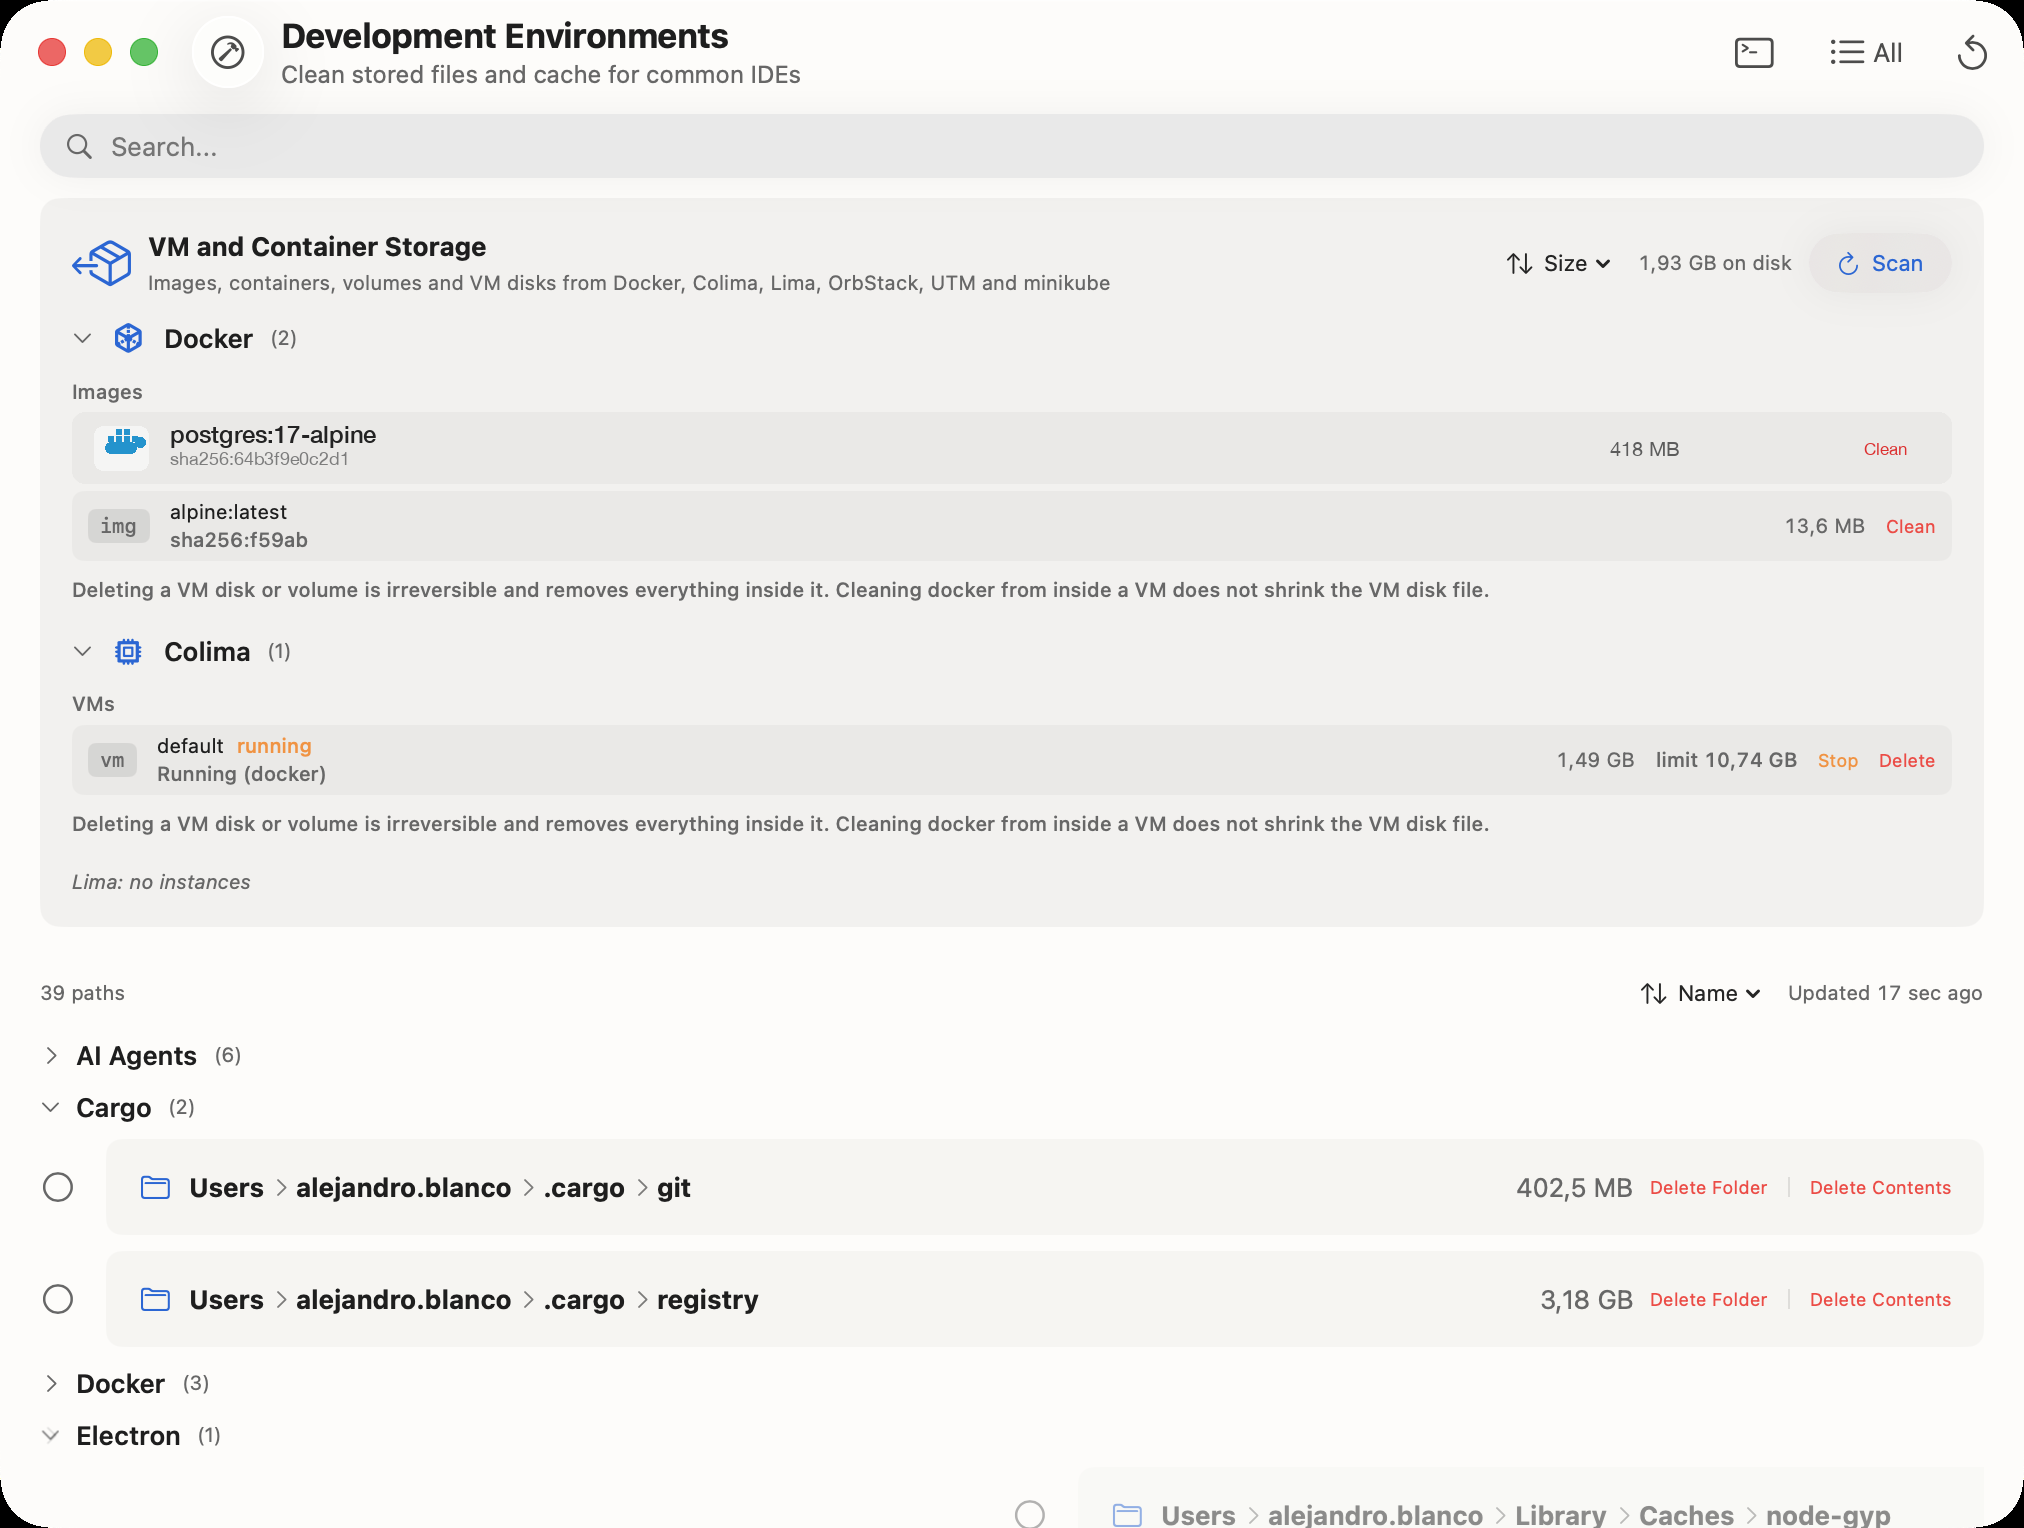 Development Environments
Clean stored files and cache for common IDEs
All
Search...
VM and Container Storage
Images, containers, volumes and VM disks from Docker, Colima, Lima, OrbStack, UTM and minikube
Size
1,93 GB on disk
Scan
Docker (2)
Images
postgres:17-alpine
sha256:64b3f9e0c2d1
418 MB
Clean
img
alpine:latest
sha256:f59ab
13,6 MB
Clean
Deleting a VM disk or volume is irreversible and removes everything inside it. Cleaning docker from inside a VM does not shrink the VM disk file.
Colima (1)
VMs
vm
default running
Running (docker)
1,49 GB limit 10,74 GB Stop Delete
Deleting a VM disk or volume is irreversible and removes everything inside it. Cleaning docker from inside a VM does not shrink the VM disk file.
Lima: no instances
39 paths
Name
Updated 17 sec ago
AI Agents (6)
Cargo (2)
Users > alejandro.blanco > .cargo > git
402,5 MB Delete Folder | Delete Contents
Users > alejandro.blanco > .cargo > registry
3,18 GB Delete Folder | Delete Contents
Docker (3)
Electron (1)
Users > alejandro.blanco > Library > Caches > node-gyp